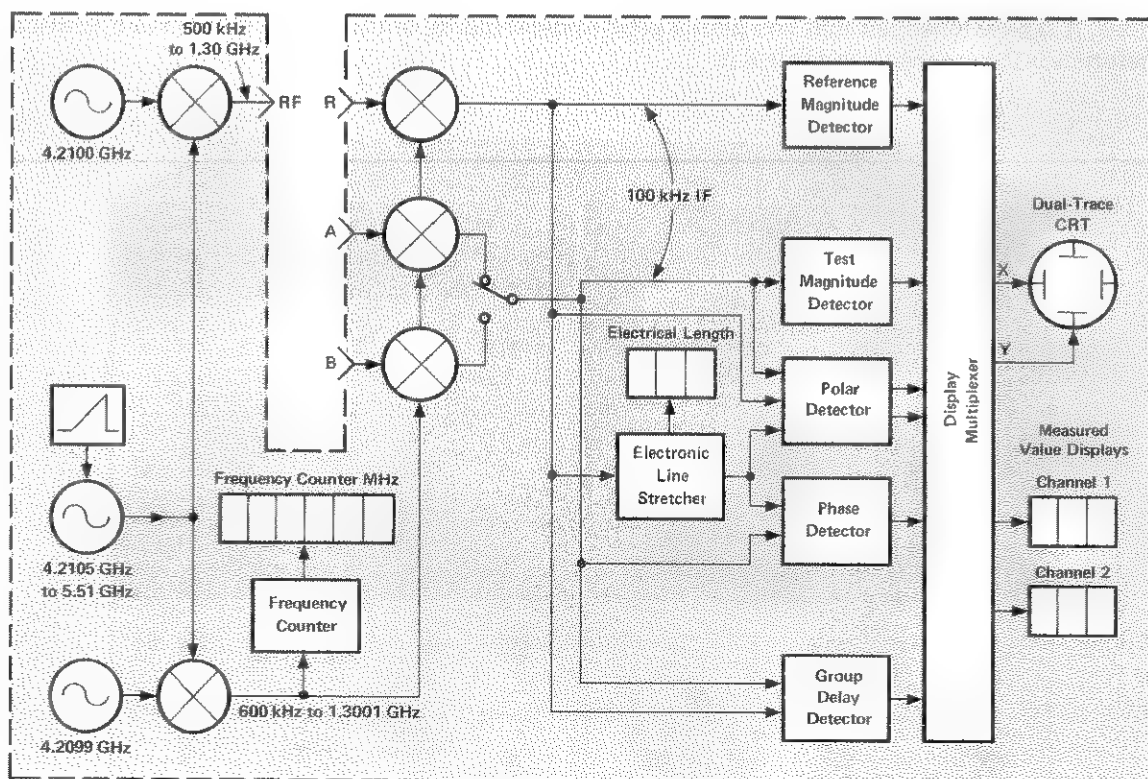 500 kHz
to 1.30 GHz
RF
4.2100 GHz
R
A
B
100 kHz IF
Reference
Magnitude
Detector
Test
Magnitude
Detector
Electrical Length
Polar
Detector
Electronic
Line
Stretcher
Phase
Detector
Group
Delay
Detector
Display
Multiplexer
Dual-Trace
CRT
X
Y
Measured
Value Displays
Channel 1
Channel 2
Frequency Counter MHz
4.2105 GHz
to 5.51 GHz
Frequency
Counter
600 kHz to 1.3001 GHz
4.2099 GHz